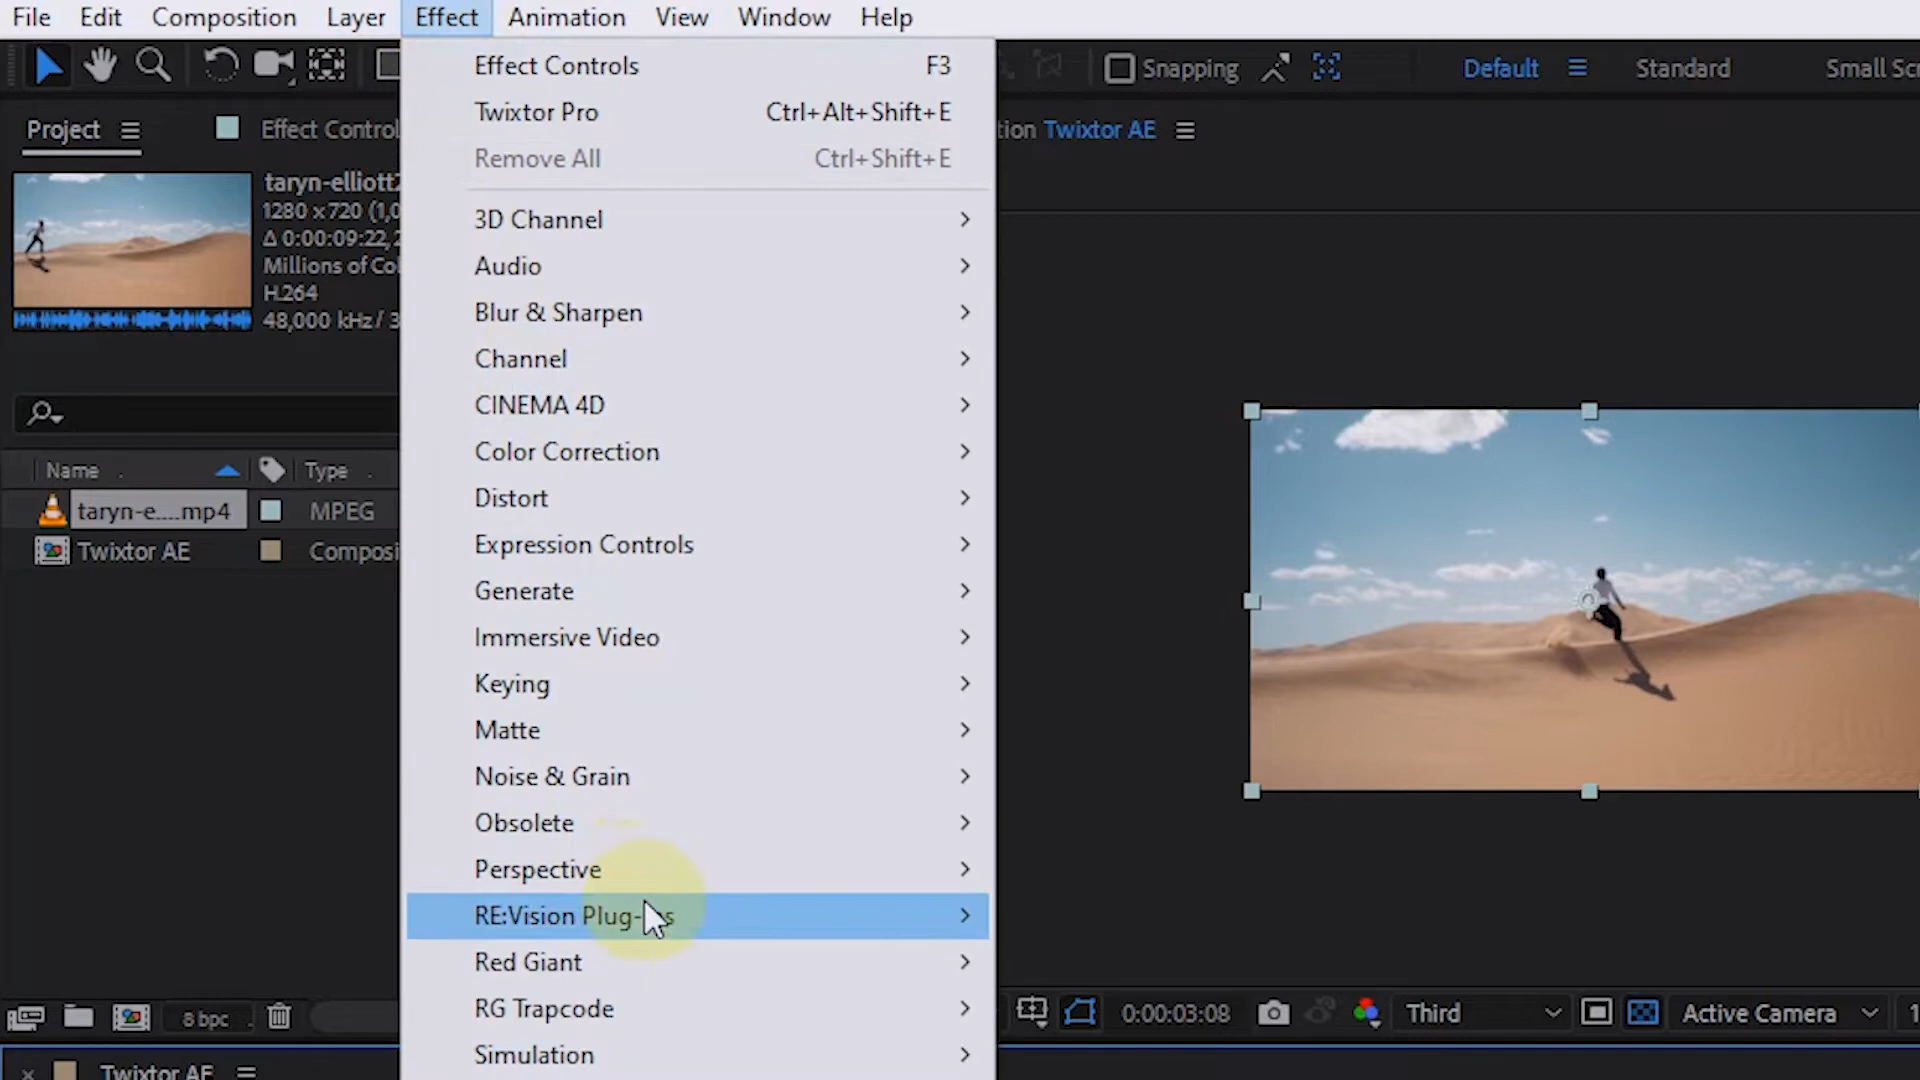 File Edit Composition Layer Effect Animation View Window Help
Snapping Default Standard
Project Effect Twixtor AE
1280 x 720
Millions of
H.264
48,000 kHz /
Effect Controls F3
Twixtor Pro Ctrl+Alt+Shift+E
Remove All Ctrl+Shift+E
3D Channel
Audio
Blur & Sharpen
Channel
CINEMA 4D
Color Correction
Distort
Expression Controls
Generate
Immersive Video
Keying
Matte
Noise & Grain
Obsolete
Perspective
RE:Vision
Red Giant
RG Trapcode
Simulation
Name Type
taryn-e....mp4 MPEG
Twixtor AE
8 bpc
0:00:03:08 Third Active Camera
Twixtor AE